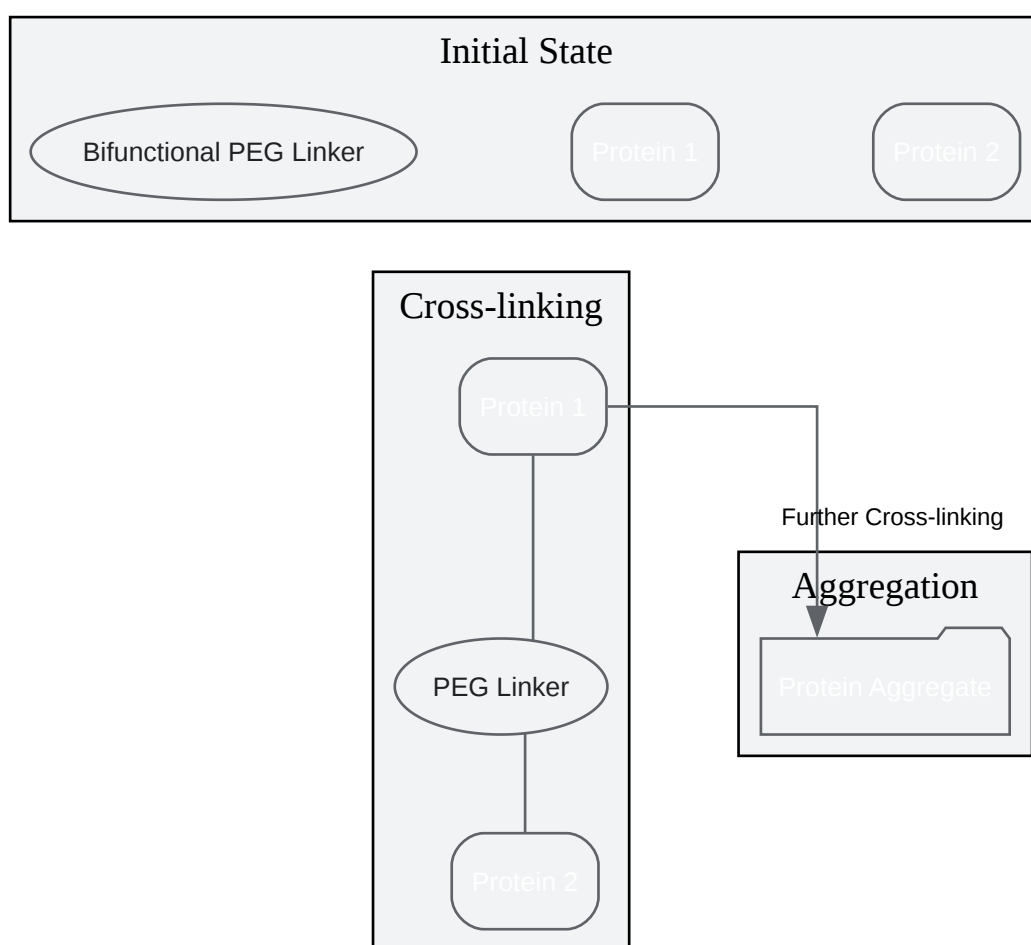 Initial State
Bifunctional PEG Linker
Protein 1
Protein 2
Cross-linking
Protein 1
Further Cross-linking
Aggregation
PEG Linker
Protein Aggregate
Protein 2